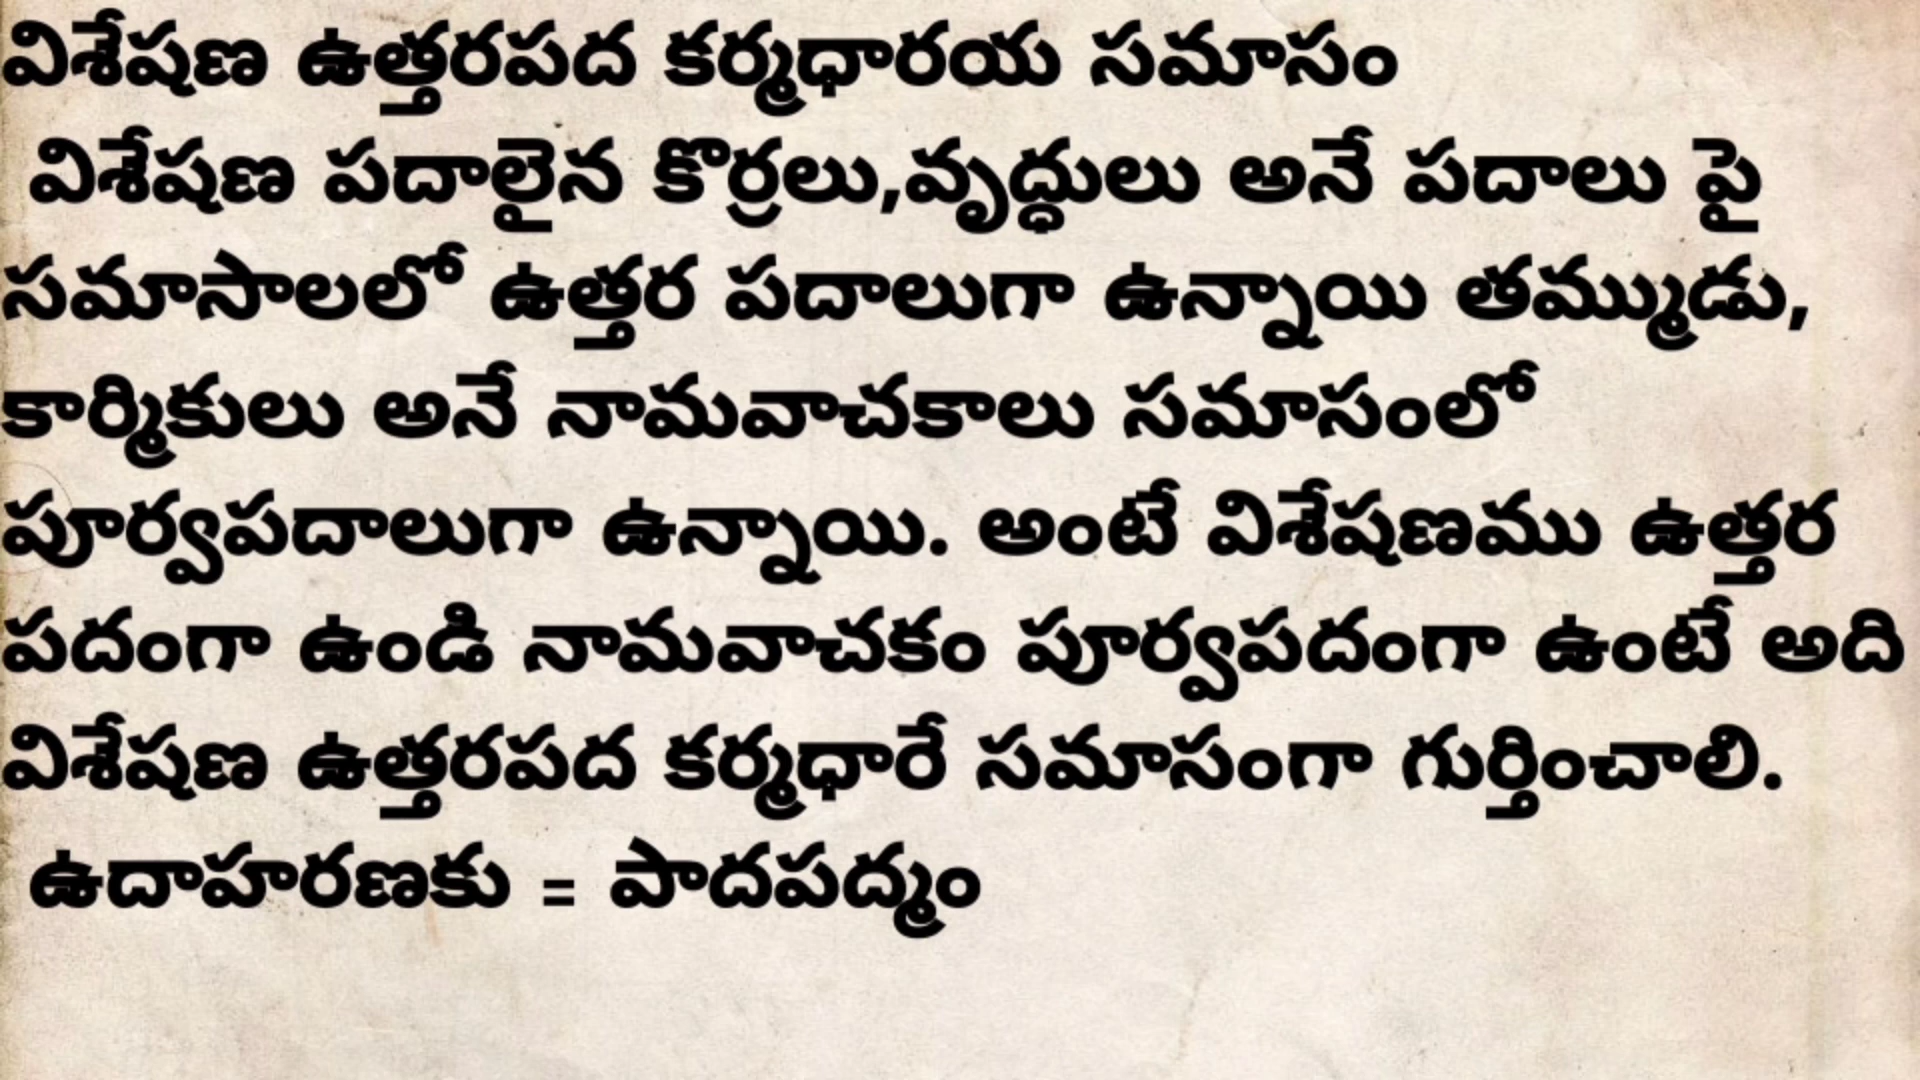 విశేషణ ఉత్తరపద కర్మధారయ సమాసం
విశేషణ పదాలైన కొర్రలు,వృద్ధులు అనే పదాలు పై
సమాసాలలో ఉత్తర పదాలుగా ఉన్నాయి తమ్ముడు,
కార్మికులు అనే నామవాచకాలు సమాసంలో
పూర్వపదాలుగా ఉన్నాయి. అంటే విశేషణము ఉత్తర
పదంగా ఉండి నామవాచకం పూర్వపదంగా ఉంటే అది
విశేషణ ఉత్తరపద కర్మధారే సమాసంగా గుర్తించాలి.
ఉదాహరణకు = పాదపద్మం